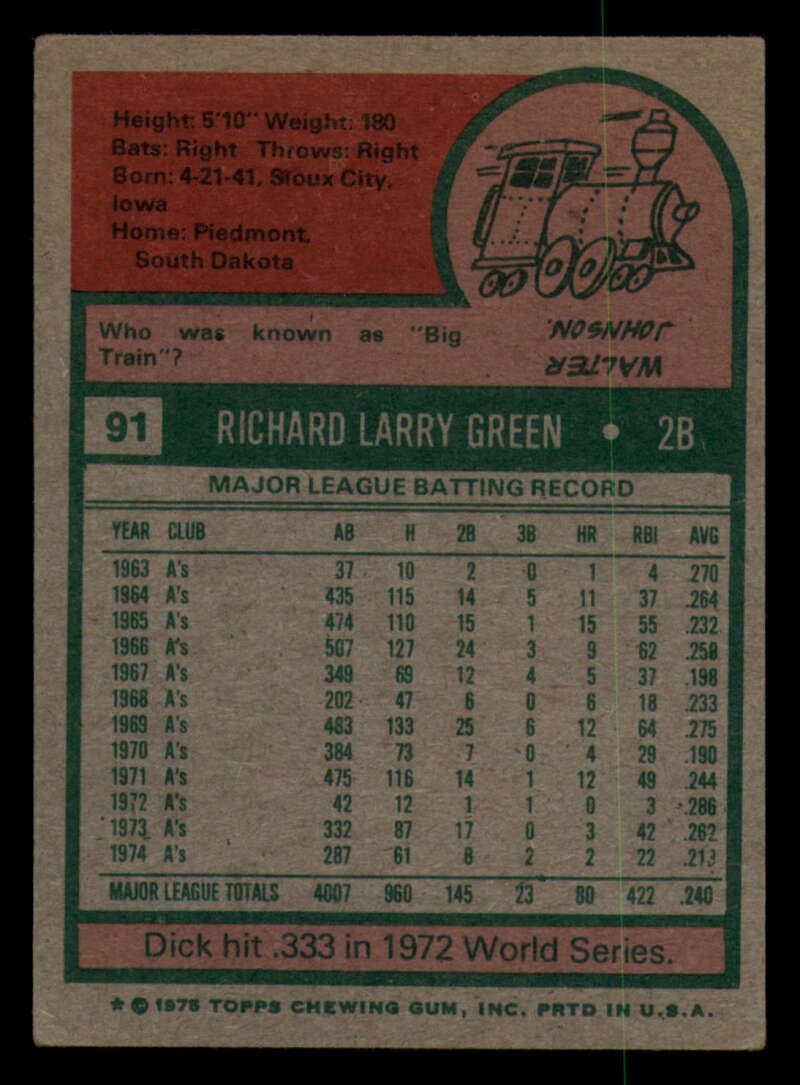 Height: 5'10" Weight: 180
Bats: Right Throws: Right
Born: 4-21-41, Sioux City,
Iowa
Home: Piedmont,
South Dakota
Who was known as "Big
Train"?
WALTER
JOHNSON.
91 RICHARD LARRY GREEN • 2B
MAJOR LEAGUE BATTING RECORD
YEAR CLUB AB H 2B 3B HR RBI AVG
1963 A's 37 10 2 0 1 4 .270
1964 A's 435 115 14 5 11 37 .264
1965 A's 474 110 15 1 15 55 .232
1966 A's 507 127 24 3 9 62 .250
1967 A's 349 69 12 4 5 37 .198
1968 A's 202 47 6 0 6 18 .233
1969 A's 483 133 25 6 12 64 .275
1970 A's 384 73 7 0 4 29 .190
1971 A's 475 116 14 1 12 49 .244
1972 A's 42 12 1 1 0 3 .286
1973 A's 332 87 17 0 3 42 .262
1974 A's 287 61 8 2 2 22 .213
MAJOR LEAGUE TOTALS 4007 960 145 23 80 422 .240
Dick hit .333 in 1972 World Series.
* © 1975 TOPPS CHEWING GUM, INC. PRTD IN U.S.A.